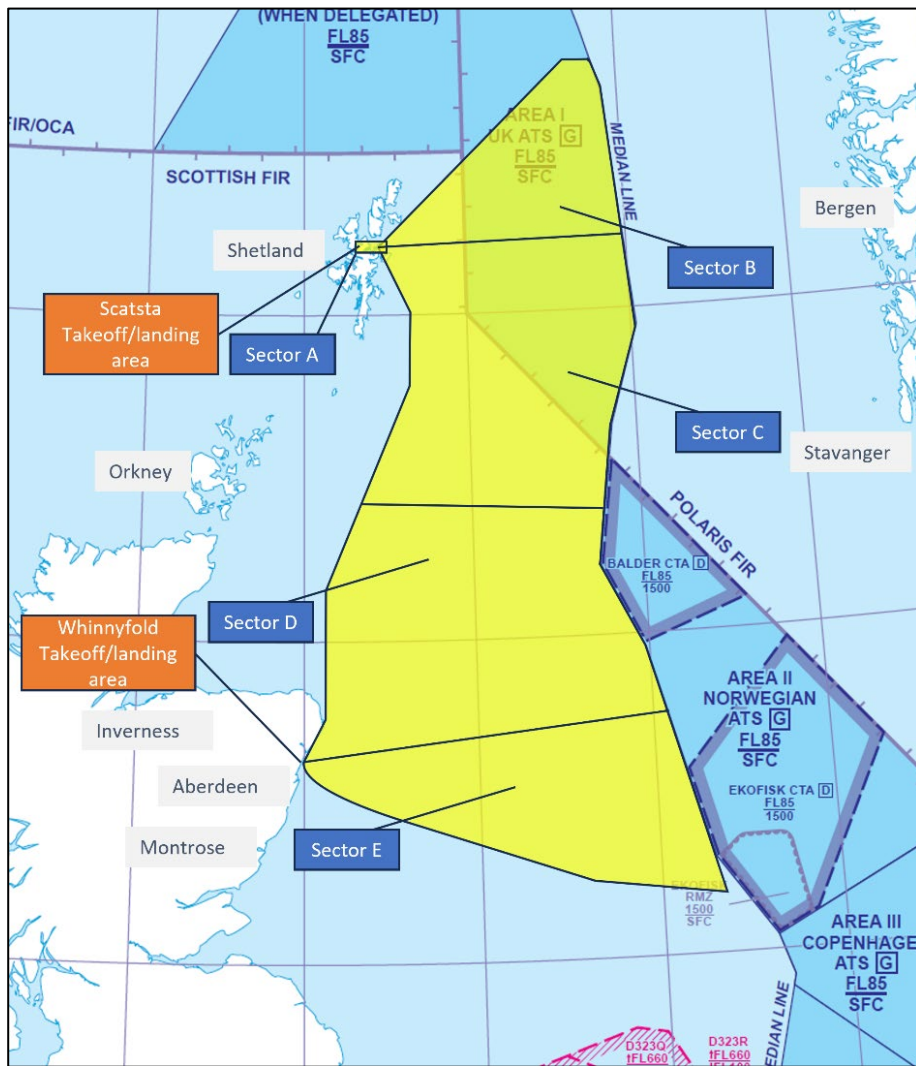 (WHEN DELEGATED)
FL85
SFC
FIR/OCA
SCOTTISH FIR
AREA I
UK ATS G
FL85
SFC
MEDIAN LINE
Bergen
Shetland
Sector B
Scatsta
Takeoff/landing
area
Sector A
Sector C
Stavanger
Orkney
POLARIS FIR
BALDER CTA D
FL85
1500
Sector D
Whinnyfold
Takeoff/landing
area
AREA II
NORWEGIAN
ATS G
FL85
SFC
Inverness
Aberdeen
EKOFISK CTA D
FL85
1500
Montrose
Sector E
EKOFISK
RMZ
1500
SFC
AREA III
COPENHAGE
ATS G
FL85
SFC
EDIAN LINE
D323Q
†FL660
D323R
†FL660